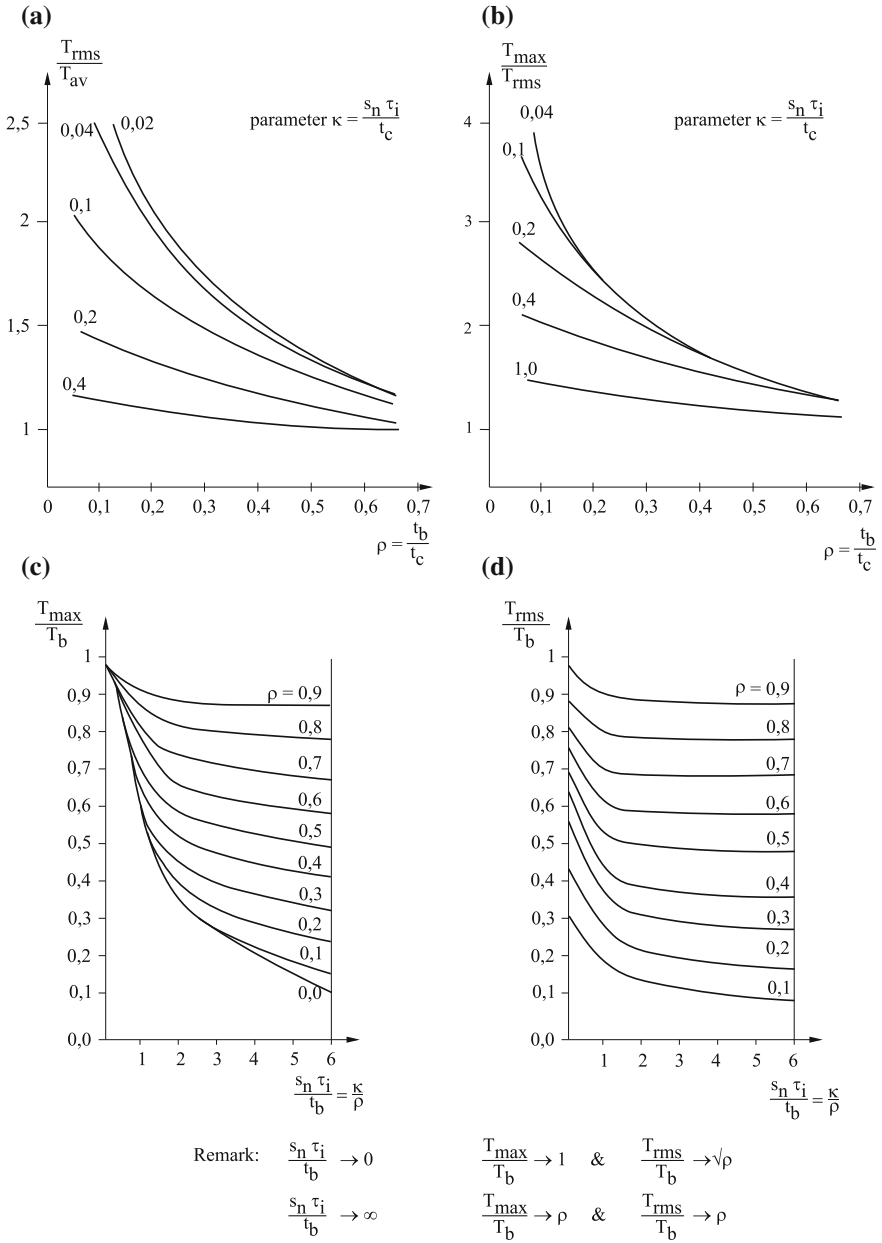 (a)
T_rms / T_av
parameter κ = s_n τ_i / t_c
2,5
2
1,5
1
0,04
0,02
0,1
0,2
0,4
0 0,1 0,2 0,3 0,4 0,5 0,6 0,7
ρ = t_b / t_c
(b)
T_max / T_rms
parameter κ = s_n τ_i / t_c
4
3
2
1
0,04
0,1
0,2
0,4
1,0
0 0,1 0,2 0,3 0,4 0,5 0,6 0,7
ρ = t_b / t_c
(c)
T_max / T_b
1
0,9
0,8
0,7
0,6
0,5
0,4
0,3
0,2
0,1
0,0
ρ = 0,9
0,8
0,7
0,6
0,5
0,4
0,3
0,2
0,1
0,0
1 2 3 4 5 6
s_n τ_i / t_b = κ / ρ
(d)
T_rms / T_b
1
0,9
0,8
0,7
0,6
0,5
0,4
0,3
0,2
0,1
0,0
ρ = 0,9
0,8
0,7
0,6
0,5
0,4
0,3
0,2
0,1
1 2 3 4 5 6
s_n τ_i / t_b = κ / ρ
Remark: s_n τ_i / t_b → 0 T_max / T_b → 1 & T_rms / T_b → √ρ
s_n τ_i / t_b → ∞ T_max / T_b → ρ & T_rms / T_b → ρ